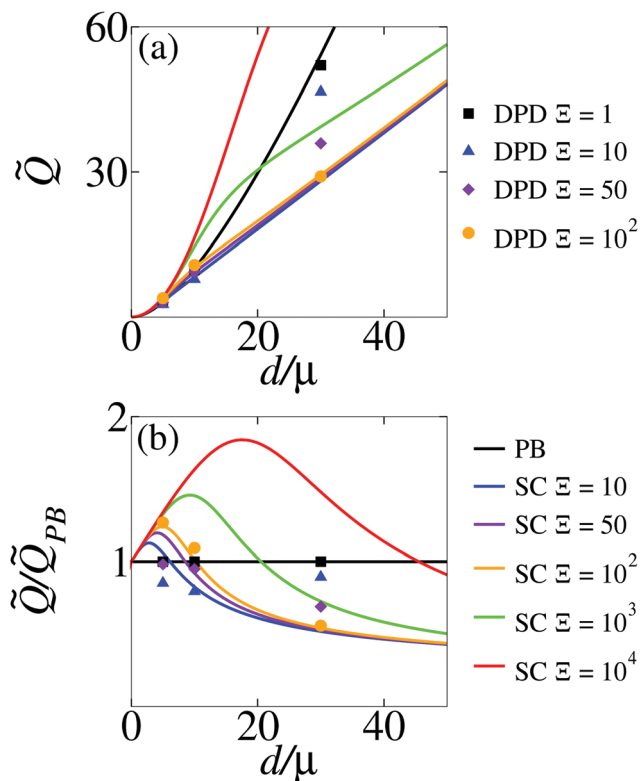 60
(a)
Q̃
30
20
40
d/μ
DPD Ξ = 1
DPD Ξ = 10
DPD Ξ = 50
DPD Ξ = 10²
2
(b)
Q̃/Q̃PB
1
0
20
40
d/μ
PB
SC Ξ = 10
SC Ξ = 50
SC Ξ = 10²
SC Ξ = 10³
SC Ξ = 10⁴